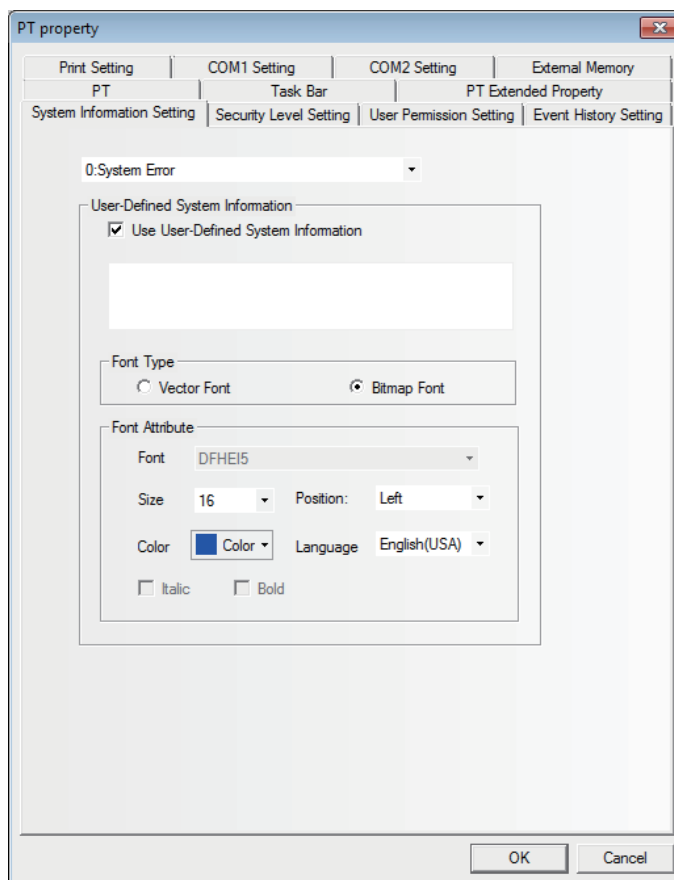 PT property
Print Setting COM1 Setting COM2 Setting External Memory
PT Task Bar PT Extended Property
System Information Setting Security Level Setting User Permission Setting Event History Setting
0:System Error
User-Defined System Information
Use User-Defined System Information
Font Type
Vector Font Bitmap Font
Font Attribute
Font DFHEI5
Size 16 Position: Left
Color Color Language English(USA)
Italic Bold
OK Cancel